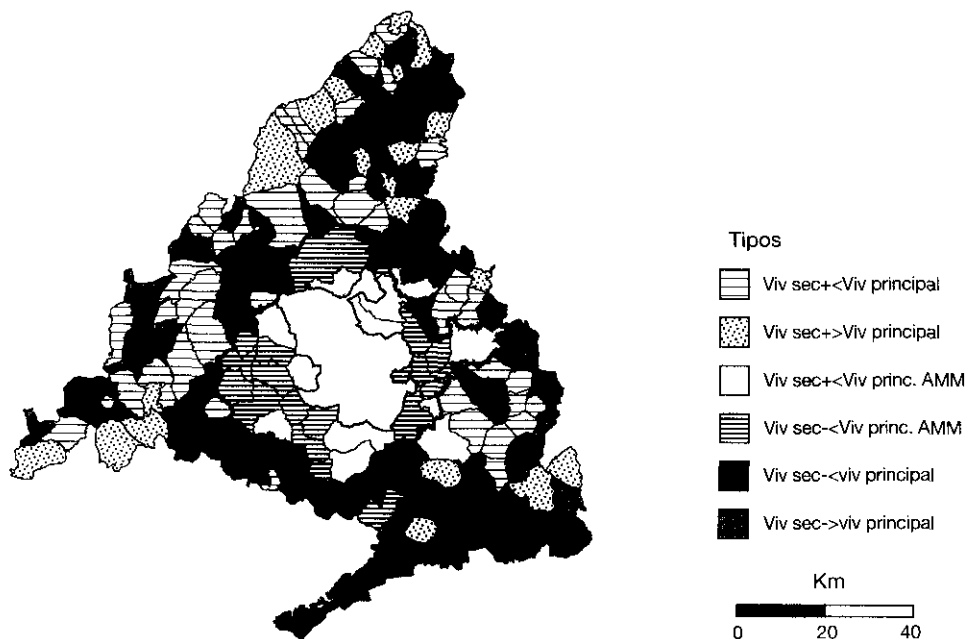 Tipos
Viv sec+<Viv principal
Viv sec+>Viv principal
Viv sec+<Viv princ. AMM
Viv sec-<Viv princ. AMM
Viv sec-<viv principal
Viv sec->viv principal
Km
0 20 40